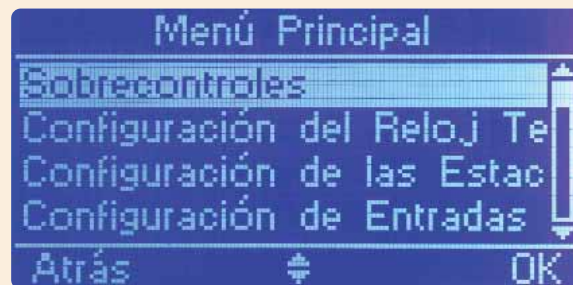 Menú Principal
Sobrecontroles
Configuración del Reloj Te
Configuración de las Estac
Configuración de Entradas
Atrás OK